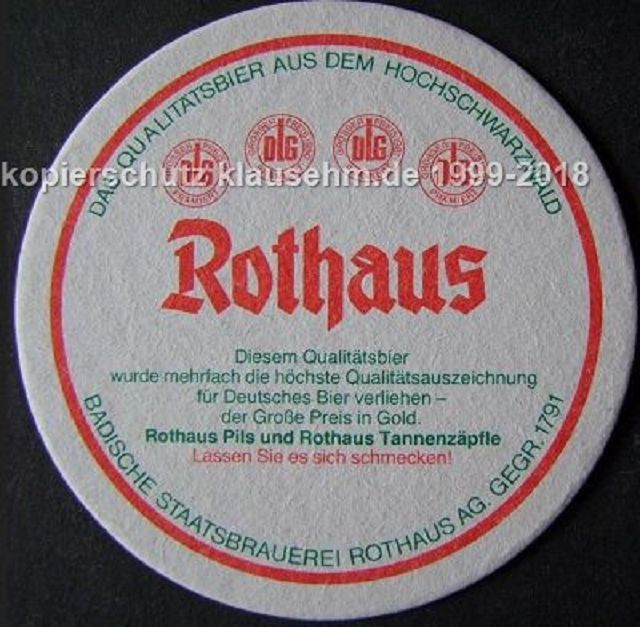 DAS QUALITÄTSBIER AUS DEM HOCHSCHWARZWALD
DLG DLG
PRÄMIERT PRÄMIERT
kopierschutz klausehm.de 1999-2018
Rothaus
Diesem Qualitätsbier
wurde mehrfach die höchste Qualitätsauszeichnung
für Deutsches Bier verliehen –
der Große Preis in Gold.
Rothaus Pils und Rothaus Tannenzäpfle
Lassen Sie es sich schmecken!
BADISCHE STAATSBRAUEREI ROTHAUS AG. GEGR. 1791